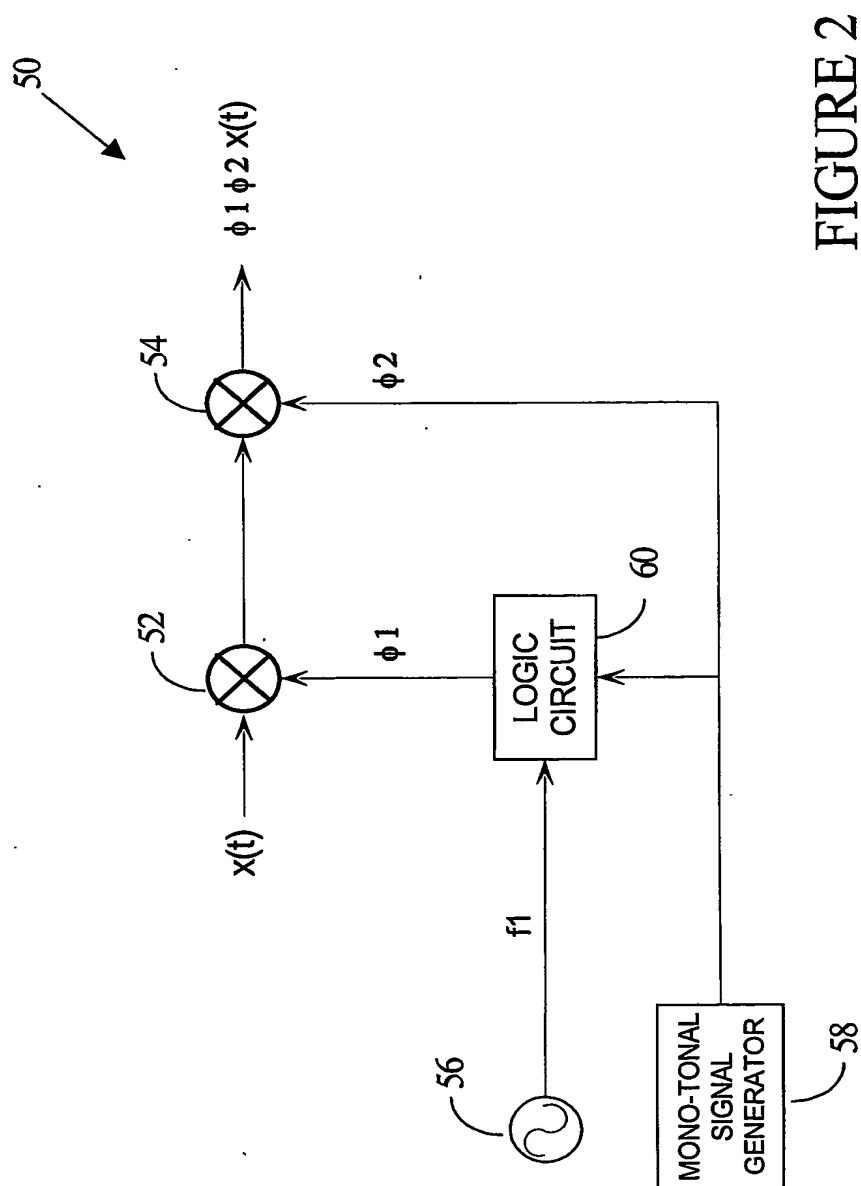 50
54
ϕ1 ϕ2 x(t)
52
ϕ2
x(t)
ϕ1
LOGIC
CIRCUIT
60
f1
56
MONO-TONAL
SIGNAL
GENERATOR
58
FIGURE 2